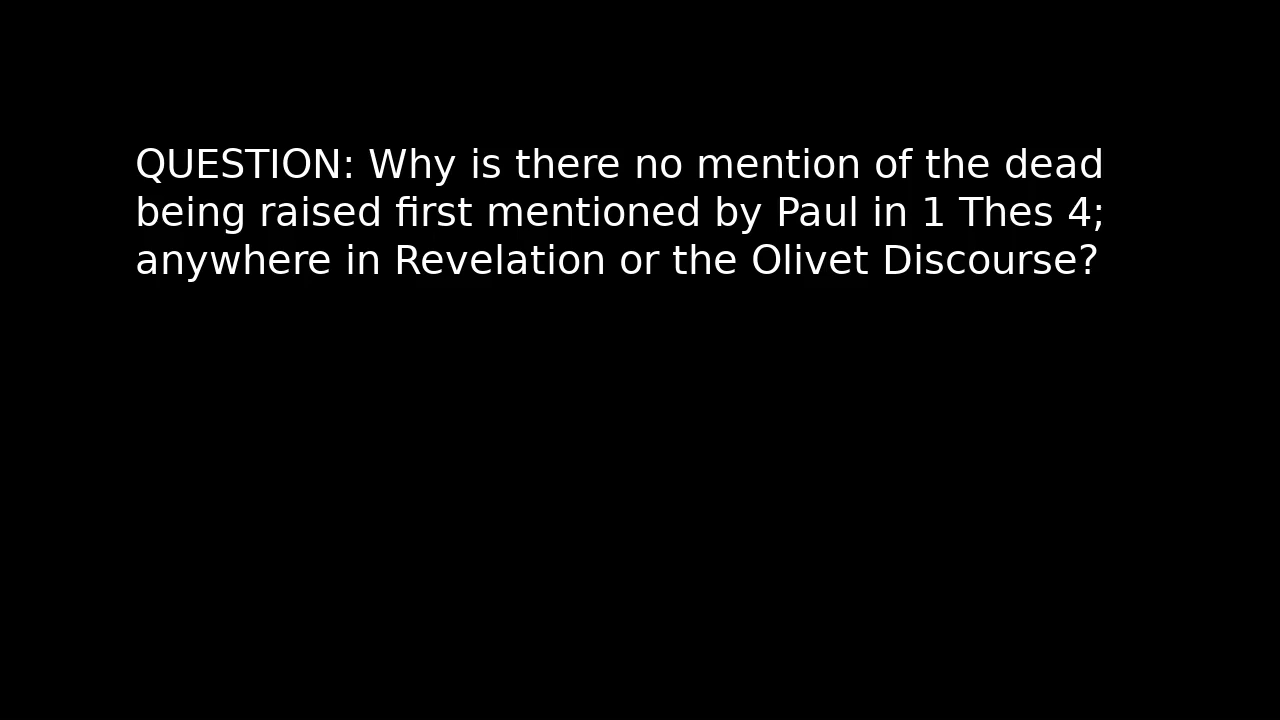 QUESTION: Why is there no mention of the dead
being raised first mentioned by Paul in 1 Thes 4;
anywhere in Revelation or the Olivet Discourse?